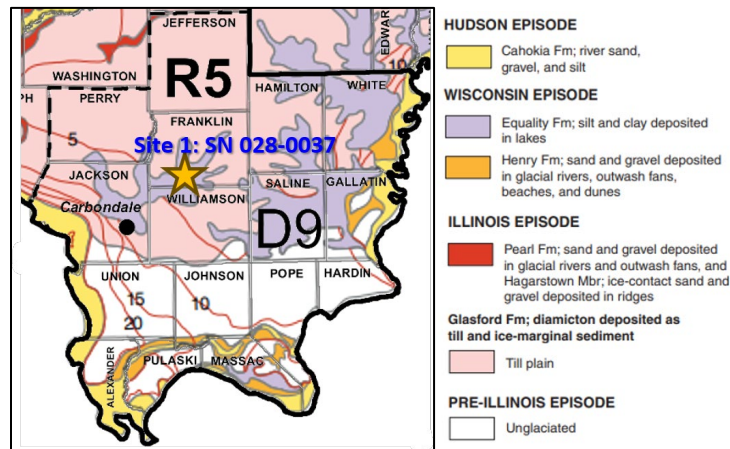 JEFFERSON
EDWAR
10
WASHINGTON
R5
PH
PERRY
HAMILTON
WHITE
FRANKLIN
5
Site 1: SN 028-0037
JACKSON
SALINE
GALLATIN
WILLIAMSON
Carbondale
D9
UNION
JOHNSON
POPE
HARDIN
15
10
20
ALEXANDER
PULASKI
MASSAC
HUDSON EPISODE
Cahokia Fm; river sand,
gravel, and silt
WISCONSIN EPISODE
Equality Fm; silt and clay deposited
in lakes
Henry Fm; sand and gravel deposited
in glacial rivers, outwash fans,
beaches, and dunes
ILLINOIS EPISODE
Pearl Fm; sand and gravel deposited
in glacial rivers and outwash fans, and
Hagarstown Mbr; ice-contact sand and
gravel deposited in ridges
Glasford Fm; diamicton deposited as
till and ice-marginal sediment
Till plain
PRE-ILLINOIS EPISODE
Unglaciated